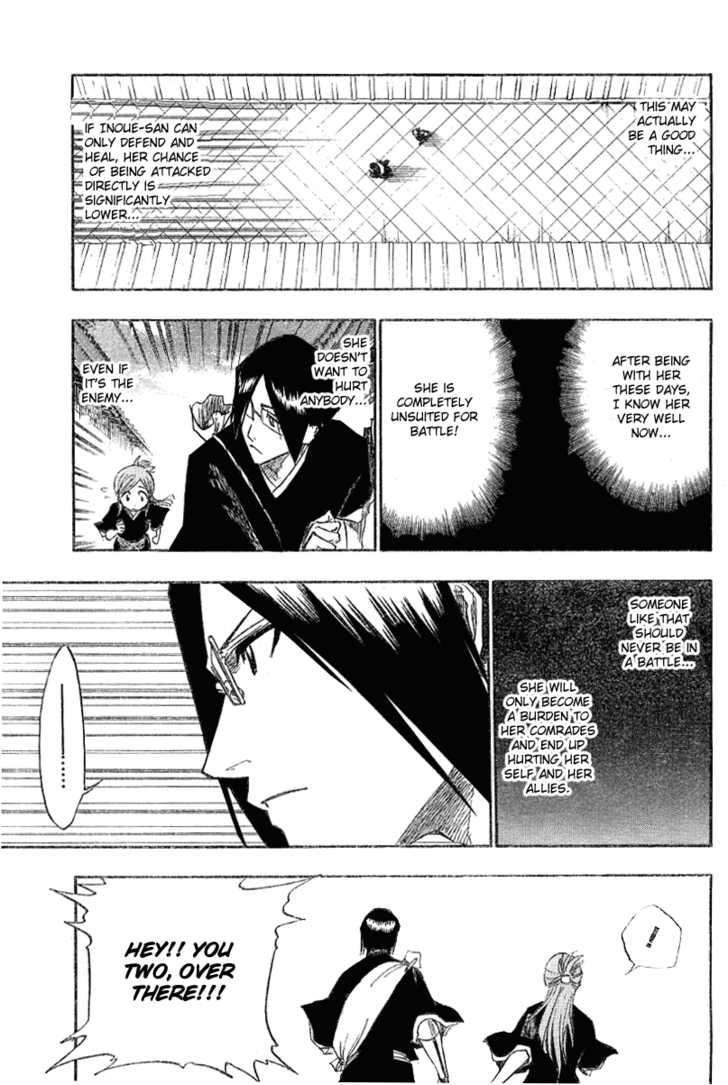 THIS MAY
ACTUALLY
BE A GOOD
THING...
IF INOUE-SAN CAN
ONLY DEFEND AND
HEAL, HER CHANCE
OF BEING ATTACKED
DIRECTLY IS
SIGNIFICANTLY
LOWER...
AFTER BEING
WITH HER
THESE DAYS,
I KNOW HER
VERY WELL
NOW...
SHE IS
COMPLETELY
UNSUITED FOR
BATTLE!
SHE
DOESN'T
WANT TO
HURT
ANYBODY...
EVEN IF
IT'S THE
ENEMY...
SOMEONE
LIKE THAT
SHOULD
NEVER BE IN
A BATTLE...
SHE WILL
ONLY BECOME
A BURDEN TO
HER COMRADES
AND END UP
HURTING HER
SELF AND HER
ALLIES.
.........
HEY!! YOU
TWO, OVER
THERE!!!